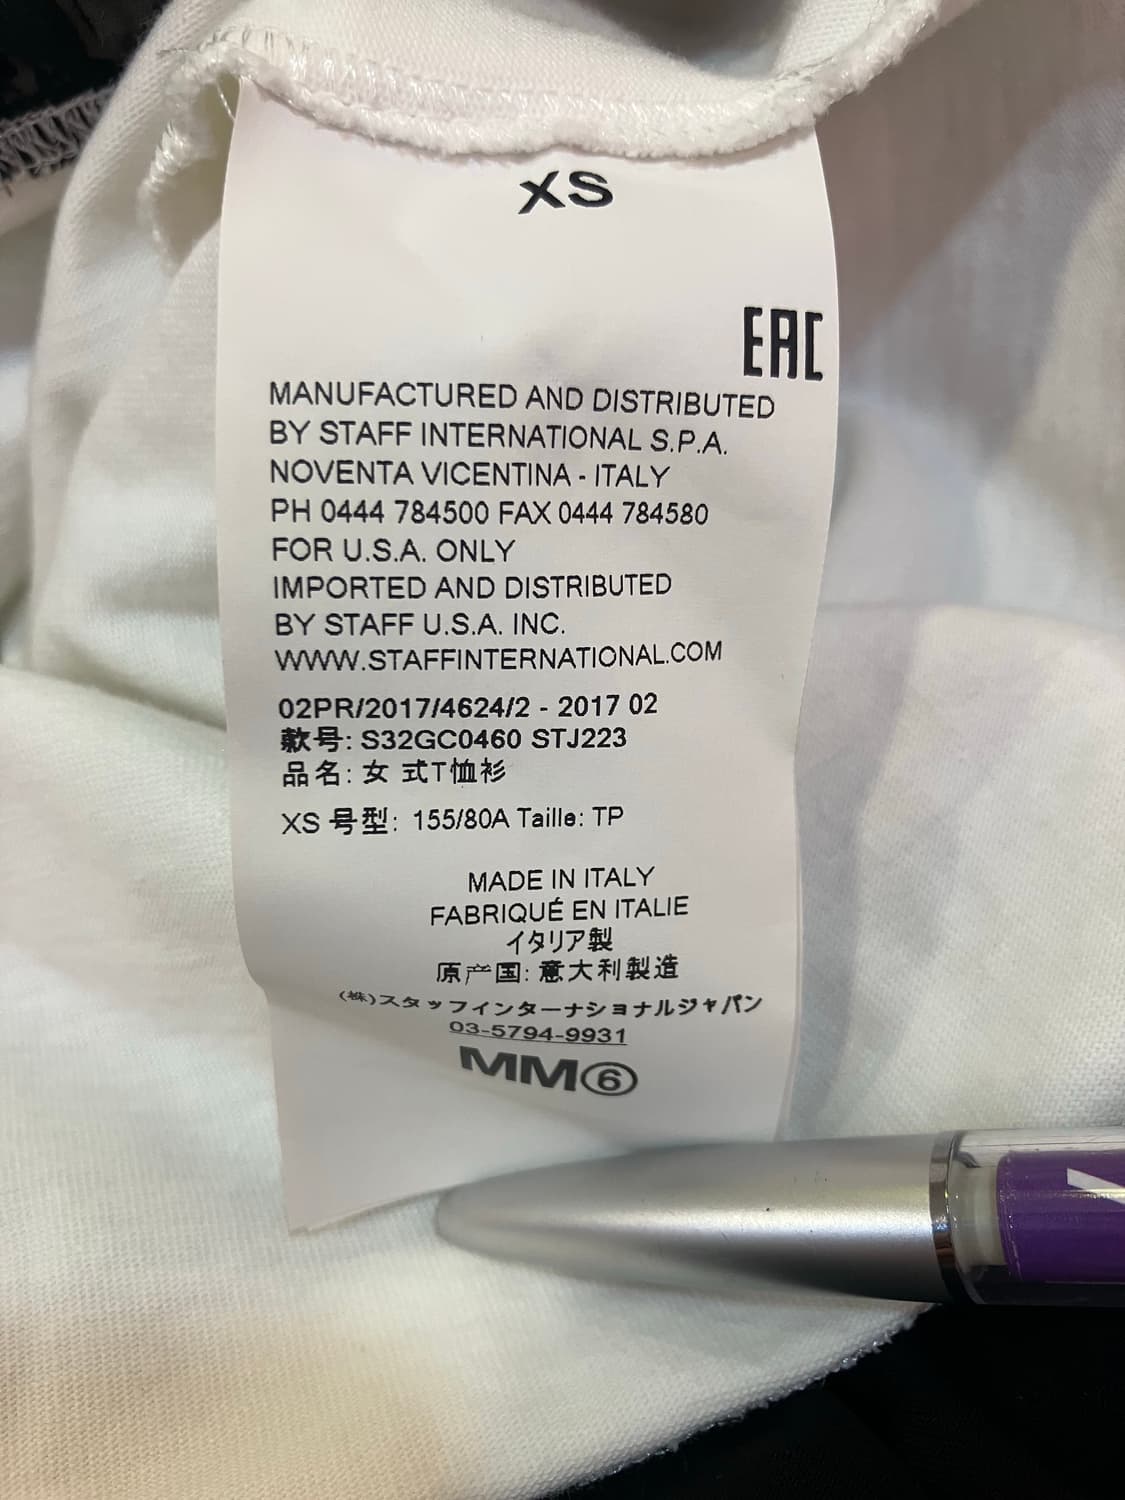 XS
EAC
MANUFACTURED AND DISTRIBUTED
BY STAFF INTERNATIONAL S.P.A.
NOVENTA VICENTINA - ITALY
PH 0444 784500 FAX 0444 784580
FOR U.S.A. ONLY
IMPORTED AND DISTRIBUTED
BY STAFF U.S.A. INC.
WWW.STAFFINTERNATIONAL.COM
02PR/2017/4624/2 - 2017 02
款号: S32GC0460 STJ223
品名: 女 式T恤衫
XS 号型: 155/80A Taille: TP
MADE IN ITALY
FABRIQUÉ EN ITALIE
イタリア製
原产国: 意大利製造
(株)スタッフインターナショナルジャパン
03-5794-9931
MM⑥